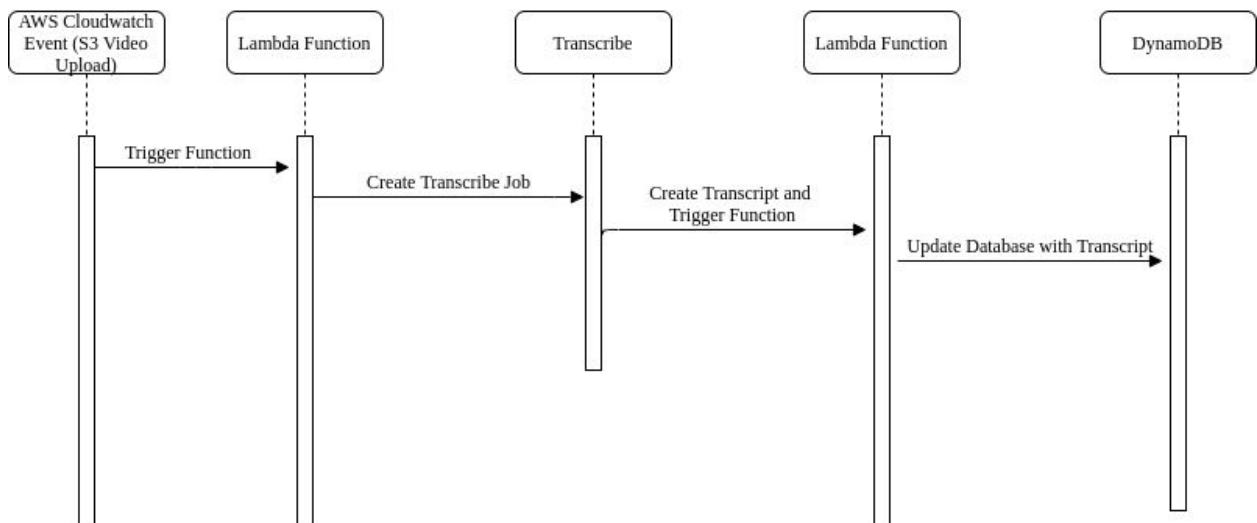 AWS Cloudwatch
Event (S3 Video
Upload)
Lambda Function
Transcribe
Lambda Function
DynamoDB
Trigger Function
Create Transcribe Job
Create Transcript and
Trigger Function
Update Database with Transcript